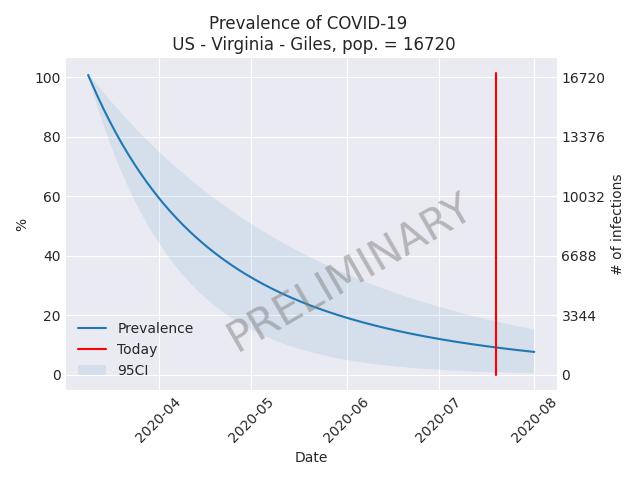 Prevalence of COVID-19
US - Virginia - Giles, pop. = 16720
%
100
80
60
40
20
0
16720
13376
10032
6688
3344
0
# of infections
PRELIMINARY
Prevalence
Today
95CI
2020-04
2020-05
2020-06
2020-07
2020-08
Date